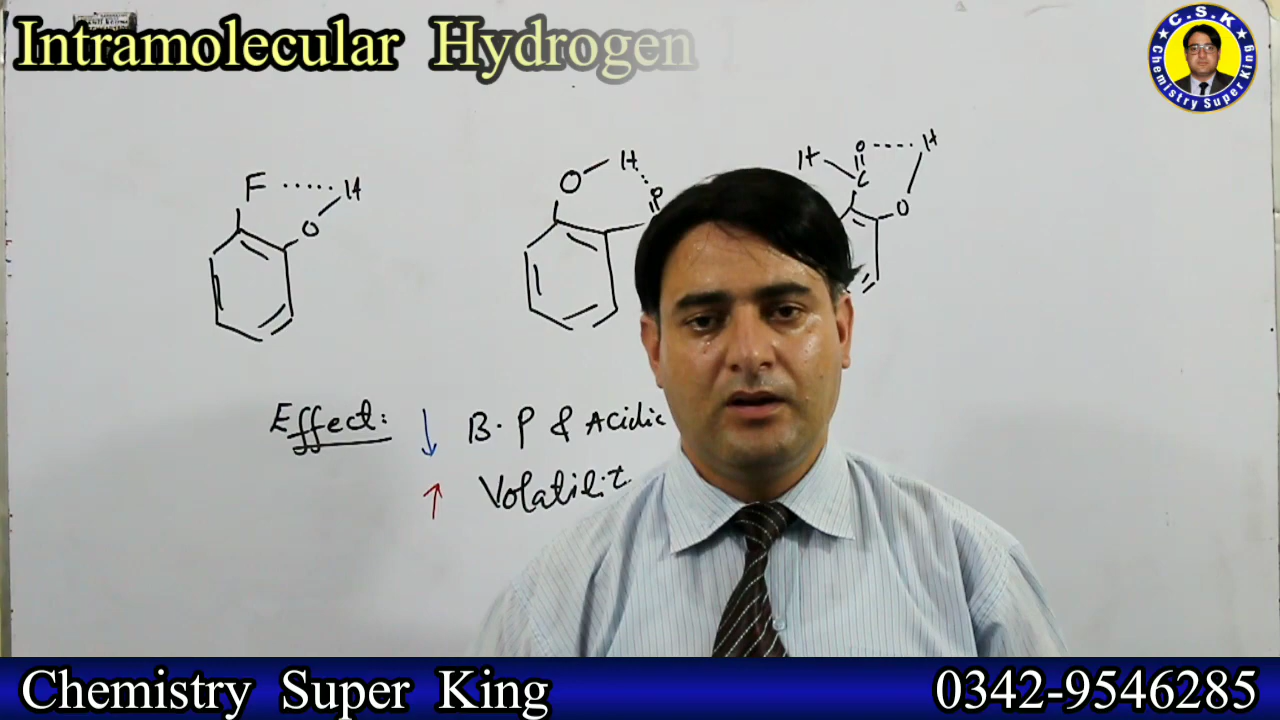 Intramolecular Hydrogen
C.S.K
Chemistry Super King
F H
O
O H
O
H C O H
O
Effect: ↓ B.P & Acidic
↑ Volatilit
Chemistry Super King 0342-9546285